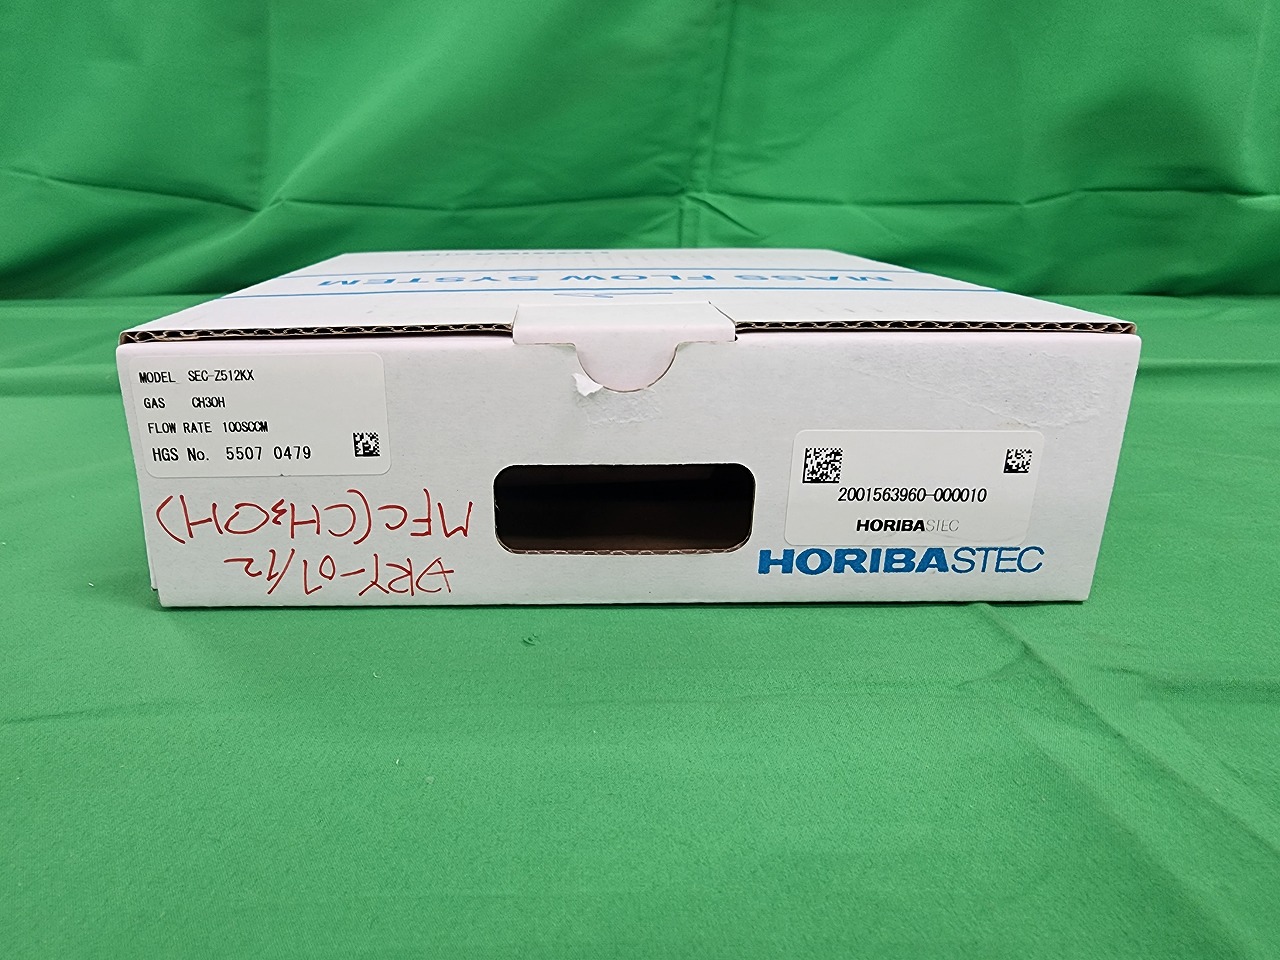 HORIBASTEC
MASS FLOW SYSTEM
MODEL SEC-Z512KX
GAS CH3OH
FLOW RATE 100SCCM
HGS No. 5507 0479
DRY-07/12
MFC(CH3OH)
2001563960-000010
HORIBASTEC
HORIBASTEC